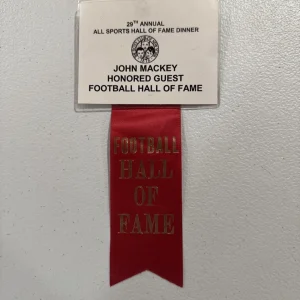 29TH ANNUAL
ALL SPORTS HALL OF FAME DINNER
JOHN MACKEY
HONORED GUEST
FOOTBALL HALL OF FAME
FOOTBALL
HALL
OF
FAME